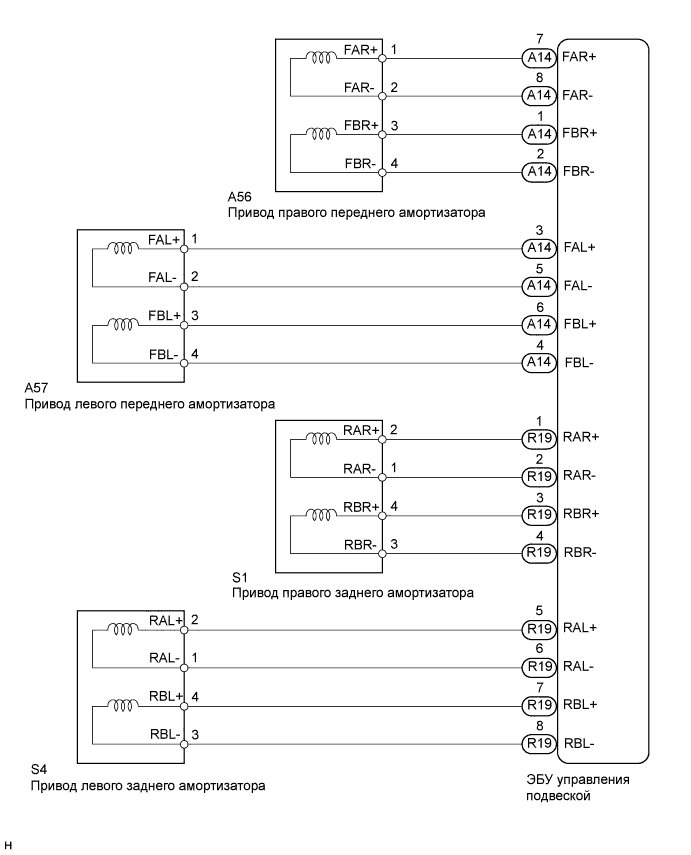 7
FAR+ 1 A14 FAR+
8
FAR- 2 A14 FAR-
1
FBR+ 3 A14 FBR+
2
FBR- 4 A14 FBR-
A56
Привод правого переднего амортизатора
3
FAL+ 1 A14 FAL+
5
FAL- 2 A14 FAL-
6
FBL+ 3 A14 FBL+
4
FBL- 4 A14 FBL-
A57
Привод левого переднего амортизатора
1
RAR+ 2 R19 RAR+
2
RAR- 1 R19 RAR-
3
RBR+ 4 R19 RBR+
4
RBR- 3 R19 RBR-
S1
Привод правого заднего амортизатора
5
RAL+ 2 R19 RAL+
6
RAL- 1 R19 RAL-
7
RBL+ 4 R19 RBL+
8
RBL- 3 R19 RBL-
S4
Привод левого заднего амортизатора
ЭБУ управления
подвеской
H